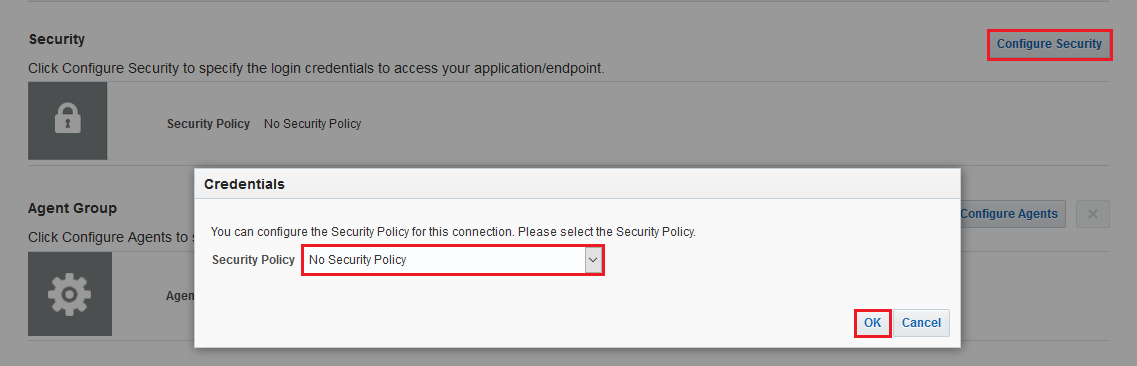 Security
Configure Security
Click Configure Security to specify the login credentials to access your application/endpoint.
Security Policy No Security Policy
Credentials
Agent Group
Configure Agents
You can configure the Security Policy for this connection. Please select the Security Policy.
Click Configure Agents to
Security Policy No Security Policy
OK Cancel